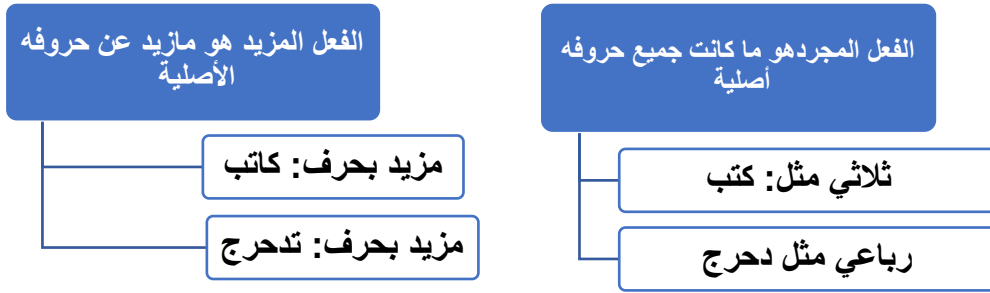 الفعل المجردهو ما كانت جميع حروفه
أصلية
ثلاثي مثل: كتب
رباعي مثل دحرج
الفعل المزيد هو مازيد عن حروفه
الأصلية
مزيد بحرف: كاتب
مزيد بحرف: تدحرج